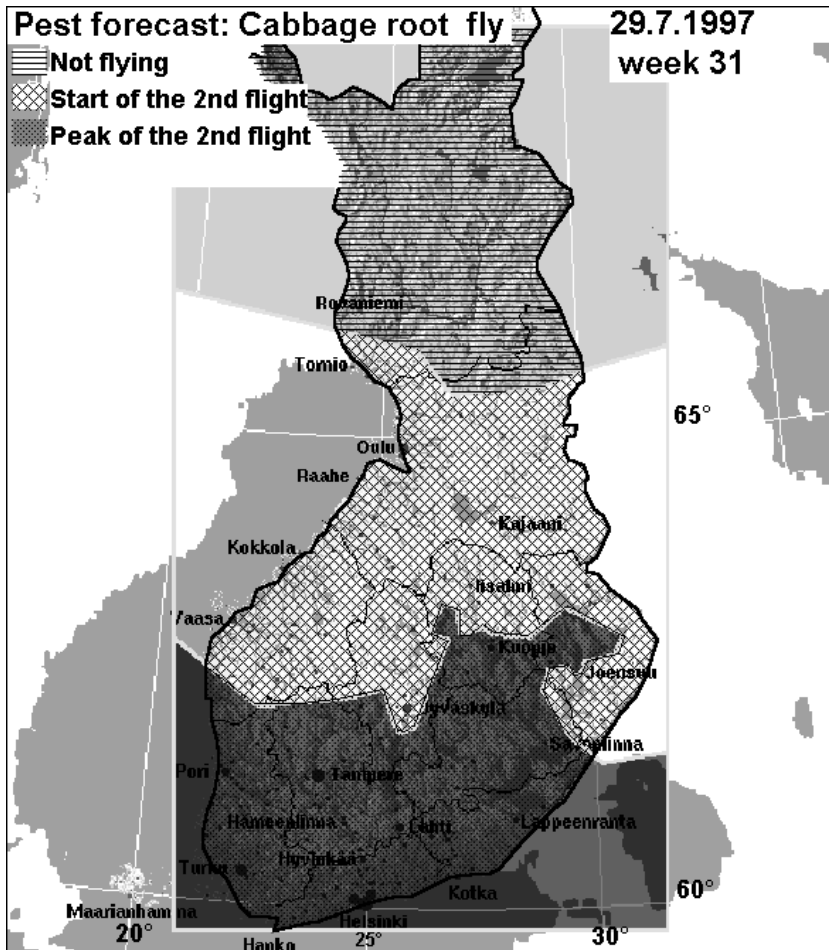 Pest forecast: Cabbage root fly
29.7.1997
week 31
Not flying
Start of the 2nd flight
Peak of the 2nd flight
Rovaniemi
Tornio
65°
Oulu
Raahe
Kajaani
Kokkola
Iisalmi
Vaasa
Kuopio
Joensuu
Jyväskylä
Savonlinna
Pori
Tampere
Hämeenlinna
Lahti
Lappeenranta
Hyvinkää
Turku
Kotka
60°
Maarianhamina
Helsinki
20°
Hanko
25°
30°